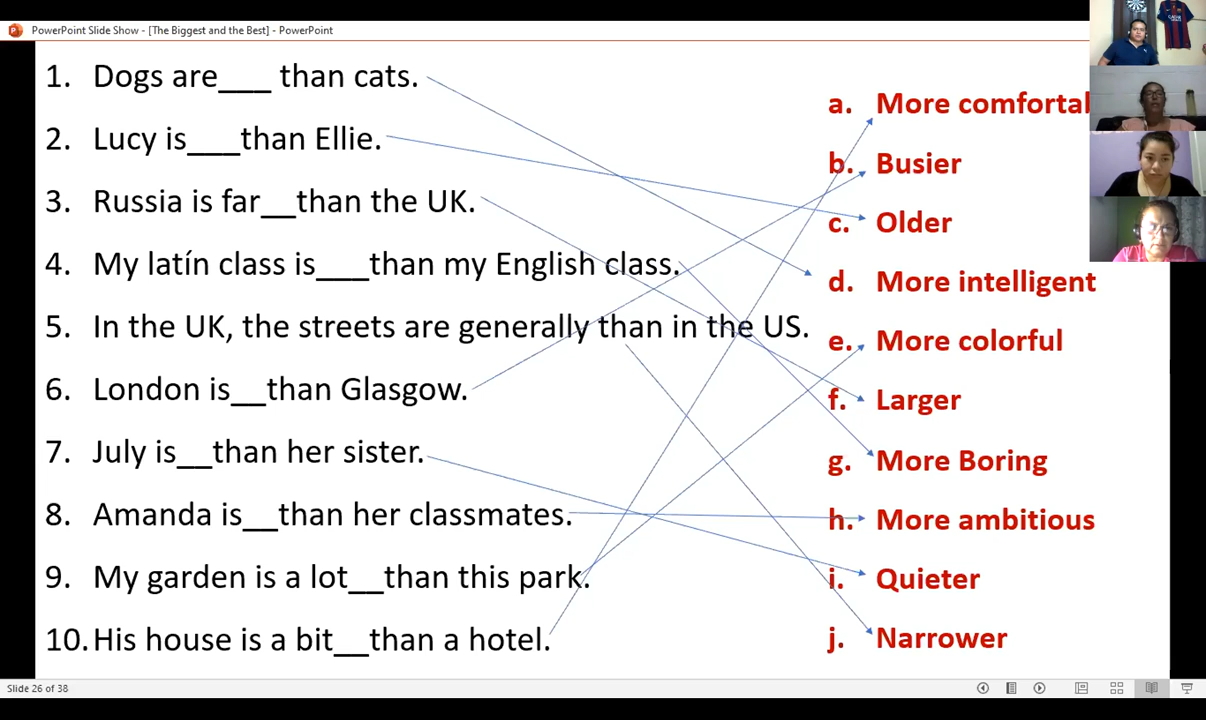 PowerPoint Slide Show - [The Biggest and the Best] - PowerPoint
1. Dogs are___ than cats.
2. Lucy is___than Ellie.
3. Russia is far__than the UK.
4. My latín class is___than my English class.
5. In the UK, the streets are generally than in the US.
6. London is__than Glasgow.
7. July is__than her sister.
8. Amanda is__than her classmates.
9. My garden is a lot__than this park.
10. His house is a bit__than a hotel.
a. More comfortal
b. Busier
c. Older
d. More intelligent
e. More colorful
f. Larger
g. More Boring
h. More ambitious
i. Quieter
j. Narrower
Slide 26 of 38